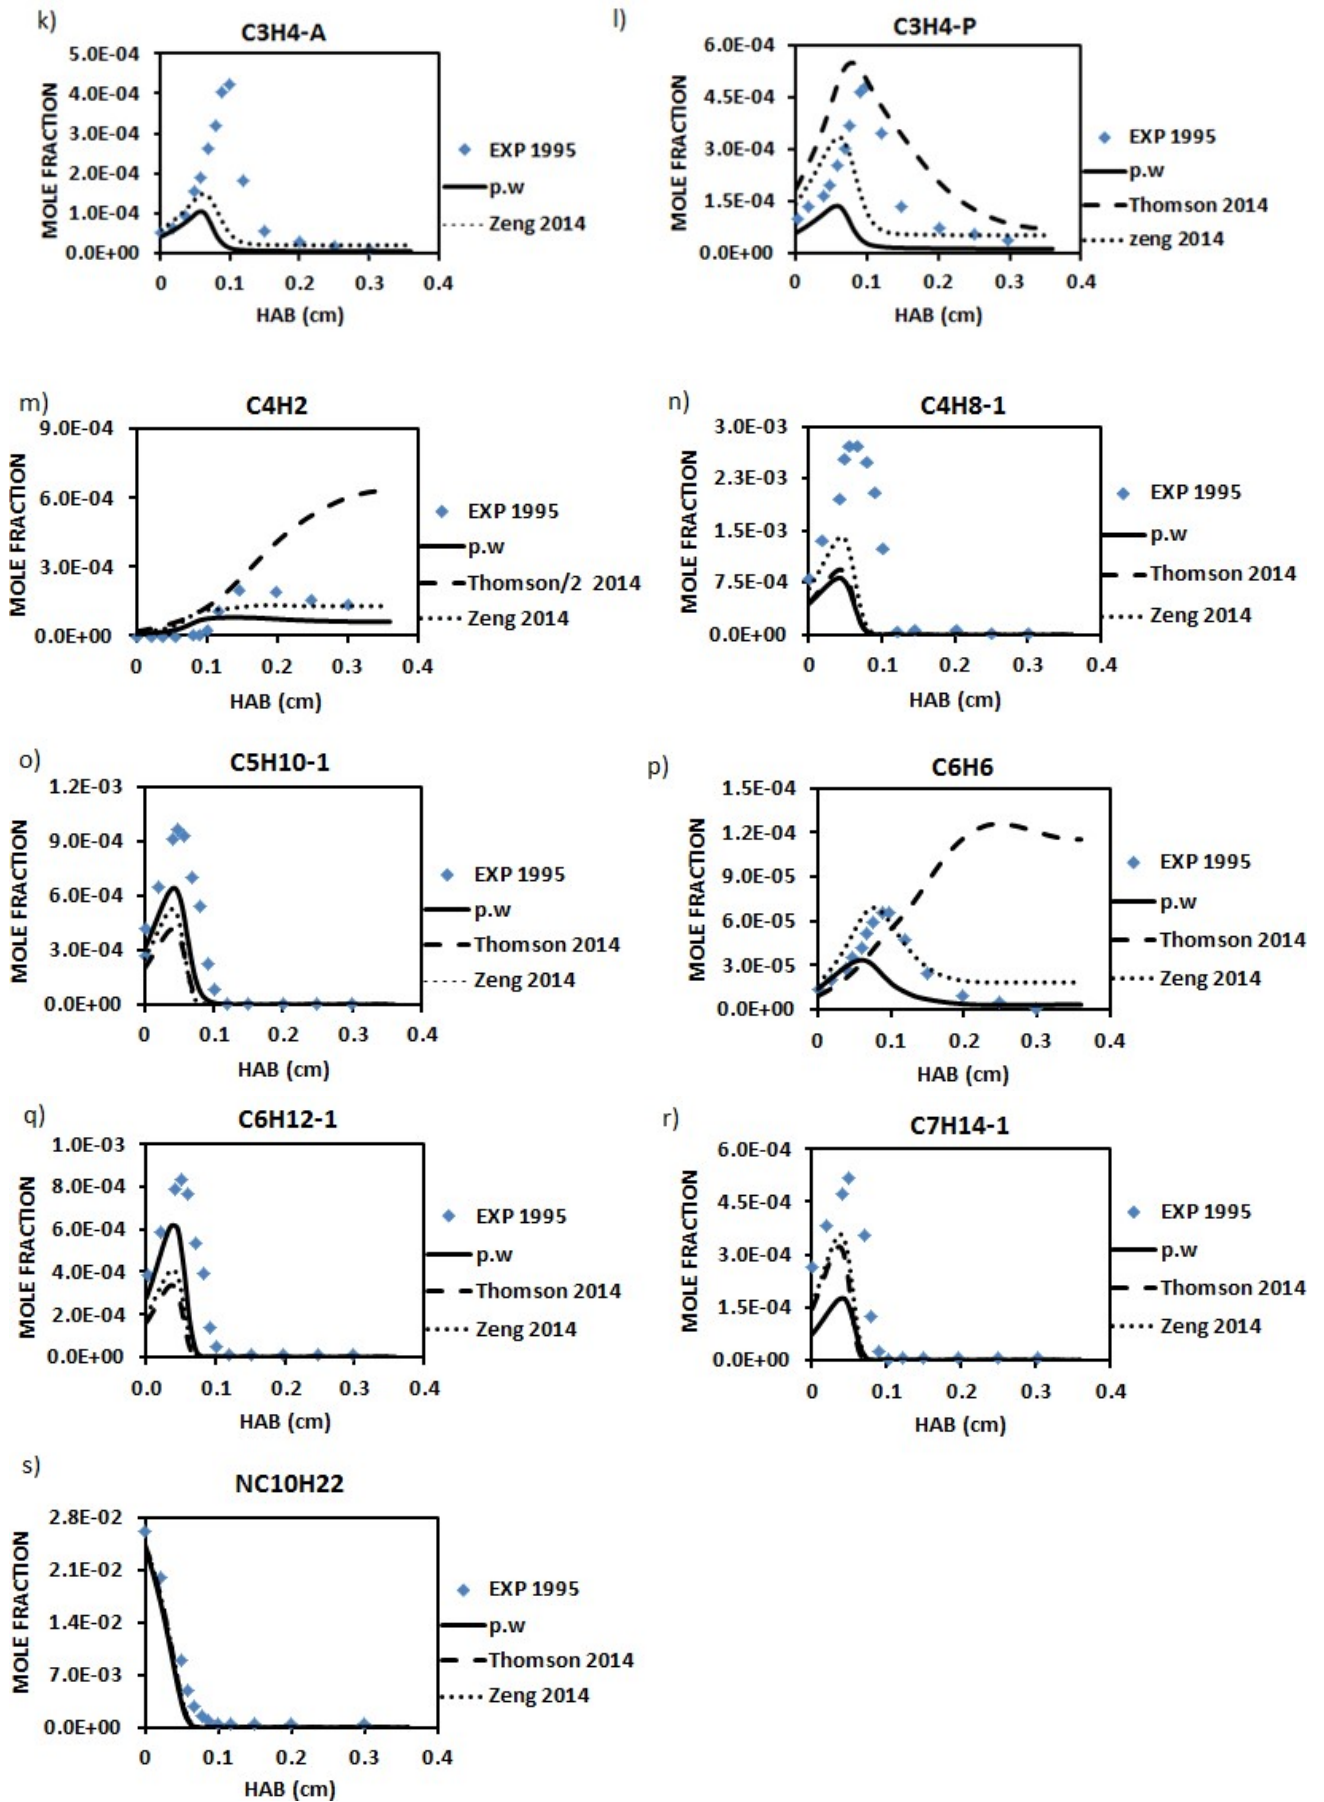 k)
C3H4-A
5.0E-04
4.0E-04
3.0E-04
2.0E-04
1.0E-04
0.0E+00
MOLE FRACTION
0 0.1 0.2 0.3 0.4
HAB (cm)
EXP 1995
p.w
Zeng 2014
l)
C3H4-P
6.0E-04
4.5E-04
3.0E-04
1.5E-04
0.0E+00
MOLE FRACTION
0 0.1 0.2 0.3 0.4
HAB (cm)
EXP 1995
p.w
Thomson 2014
zeng 2014
m)
C4H2
9.0E-04
6.0E-04
3.0E-04
0.0E+00
MOLE FRACTION
0 0.1 0.2 0.3 0.4
HAB (cm)
EXP 1995
p.w
Thomson/2 2014
Zeng 2014
n)
C4H8-1
3.0E-03
2.3E-03
1.5E-03
7.5E-04
0.0E+00
MOLE FRACTION
0 0.1 0.2 0.3 0.4
HAB (cm)
EXP 1995
p.w
Thomson 2014
Zeng 2014
o)
C5H10-1
1.2E-03
9.0E-04
6.0E-04
3.0E-04
0.0E+00
MOLE FRACTION
0 0.1 0.2 0.3 0.4
HAB (cm)
EXP 1995
p.w
Thomson 2014
Zeng 2014
p)
C6H6
1.5E-04
1.2E-04
9.0E-05
6.0E-05
3.0E-05
0.0E+00
MOLE FRACTION
0 0.1 0.2 0.3 0.4
HAB (cm)
EXP 1995
p.w
Thomson 2014
Zeng 2014
q)
C6H12-1
1.0E-03
8.0E-04
6.0E-04
4.0E-04
2.0E-04
0.0E+00
MOLE FRACTION
0.0 0.1 0.2 0.3 0.4
HAB (cm)
EXP 1995
p.w
Thomson 2014
Zeng 2014
r)
C7H14-1
6.0E-04
4.5E-04
3.0E-04
1.5E-04
0.0E+00
MOLE FRACTION
0 0.1 0.2 0.3 0.4
HAB (cm)
EXP 1995
p.w
Thomson 2014
Zeng 2014
s)
NC10H22
2.8E-02
2.1E-02
1.4E-02
7.0E-03
0.0E+00
MOLE FRACTION
0 0.1 0.2 0.3 0.4
HAB (cm)
EXP 1995
p.w
Thomson 2014
Zeng 2014